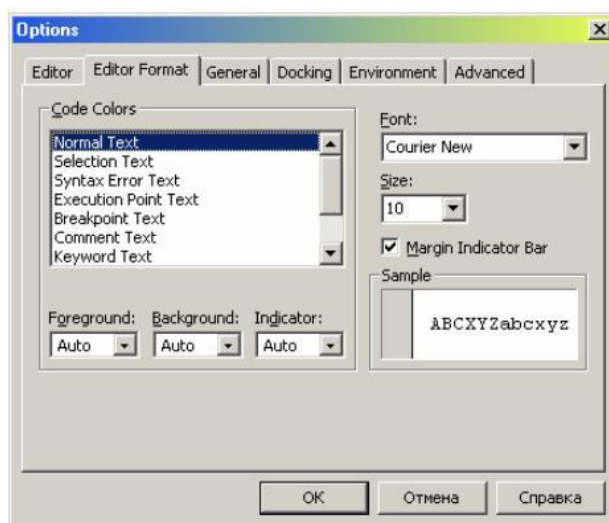 Options
Editor Editor Format General Docking Environment Advanced
Code Colors
Normal Text
Selection Text
Syntax Error Text
Execution Point Text
Breakpoint Text
Comment Text
Keyword Text
Foreground: Background: Indicator:
Auto Auto Auto
Font:
Courier New
Size:
10
Margin Indicator Bar
Sample
ABCXYZabcxyz
OK Отмена Справка